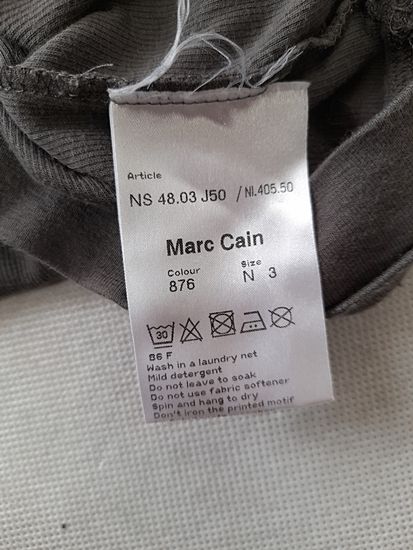 Article
NS 48.03 J50 / NI.405.50
Marc Cain
Colour Size
876 N 3
30
86 F
Wash in a laundry net
Mild detergent
Do not leave to soak
Do not use fabric softener
Spin and hang to dry
Don't iron the printed motif